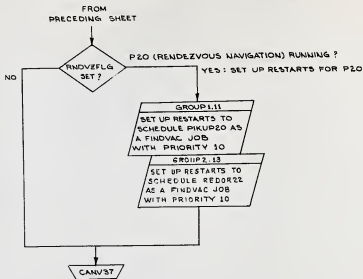 FROM
PRECEDING SHEET
P20 (RENDEZVOUS NAVIGATION) RUNNING ?
RNDVZFLG
SET ?
NO
YES: SET UP RESTARTS FOR P20
GROUP 1.11
SET UP RESTARTS TO
SCHEDULE PIKUP20 AS
A FINDVAC JOB
WITH PRIORITY 10
GROUP 2.13
SET UP RESTARTS TO
SCHEDULE REDOR22
AS A FINDVAC JOB
WITH PRIORITY 10
CANV37